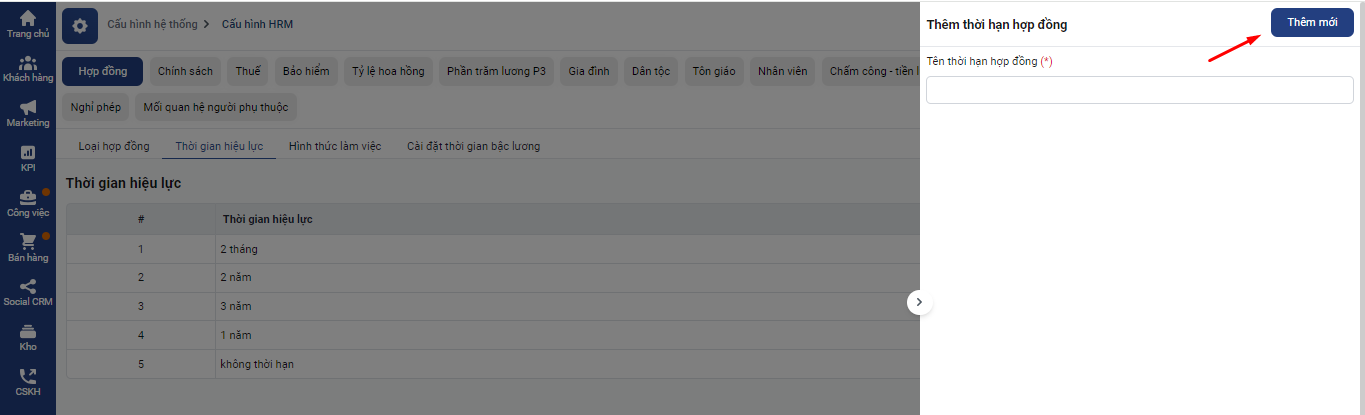 Trang chủ
Khách hàng
Marketing
KPI
Công việc
Bán hàng
Social CRM
Kho
CSKH
Cấu hình hệ thống
Cấu hình HRM
Hợp đồng
Chính sách
Thuế
Bảo hiểm
Tỷ lệ hoa hồng
Phần trăm lương P3
Gia đình
Dân tộc
Tôn giáo
Nhân viên
Chấm công - tiền l
Nghỉ phép
Mối quan hệ người phụ thuộc
Loại hợp đồng
Thời gian hiệu lực
Hình thức làm việc
Cài đặt thời gian bậc lương
Thời gian hiệu lực
# Thời gian hiệu lực
1 2 tháng
2 2 năm
3 3 năm
4 1 năm
5 không thời hạn
Thêm thời hạn hợp đồng
Thêm mới
Tên thời hạn hợp đồng (*)